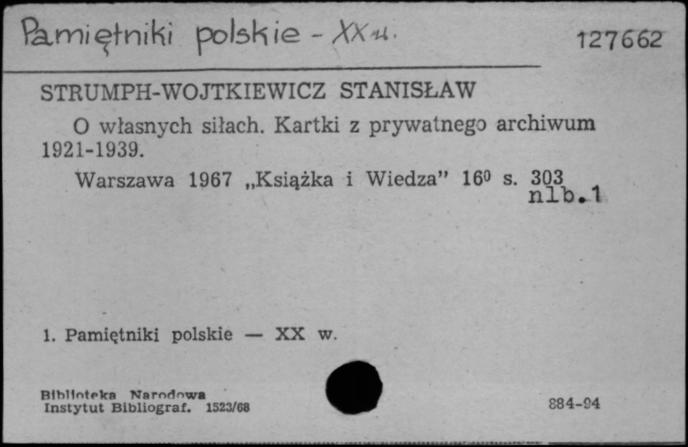 Pamiętniki polskie - XX w.
127662
STRUMPH-WOJTKIEWICZ STANISŁAW
O własnych siłach. Kartki z prywatnego archiwum
1921-1939.
Warszawa 1967 „Książka i Wiedza” 16⁰ s. 303
nlb.1
1. Pamiętniki polskie — XX w.
Biblioteka Narodowa
Instytut Bibliograf. 1523/68
884-94